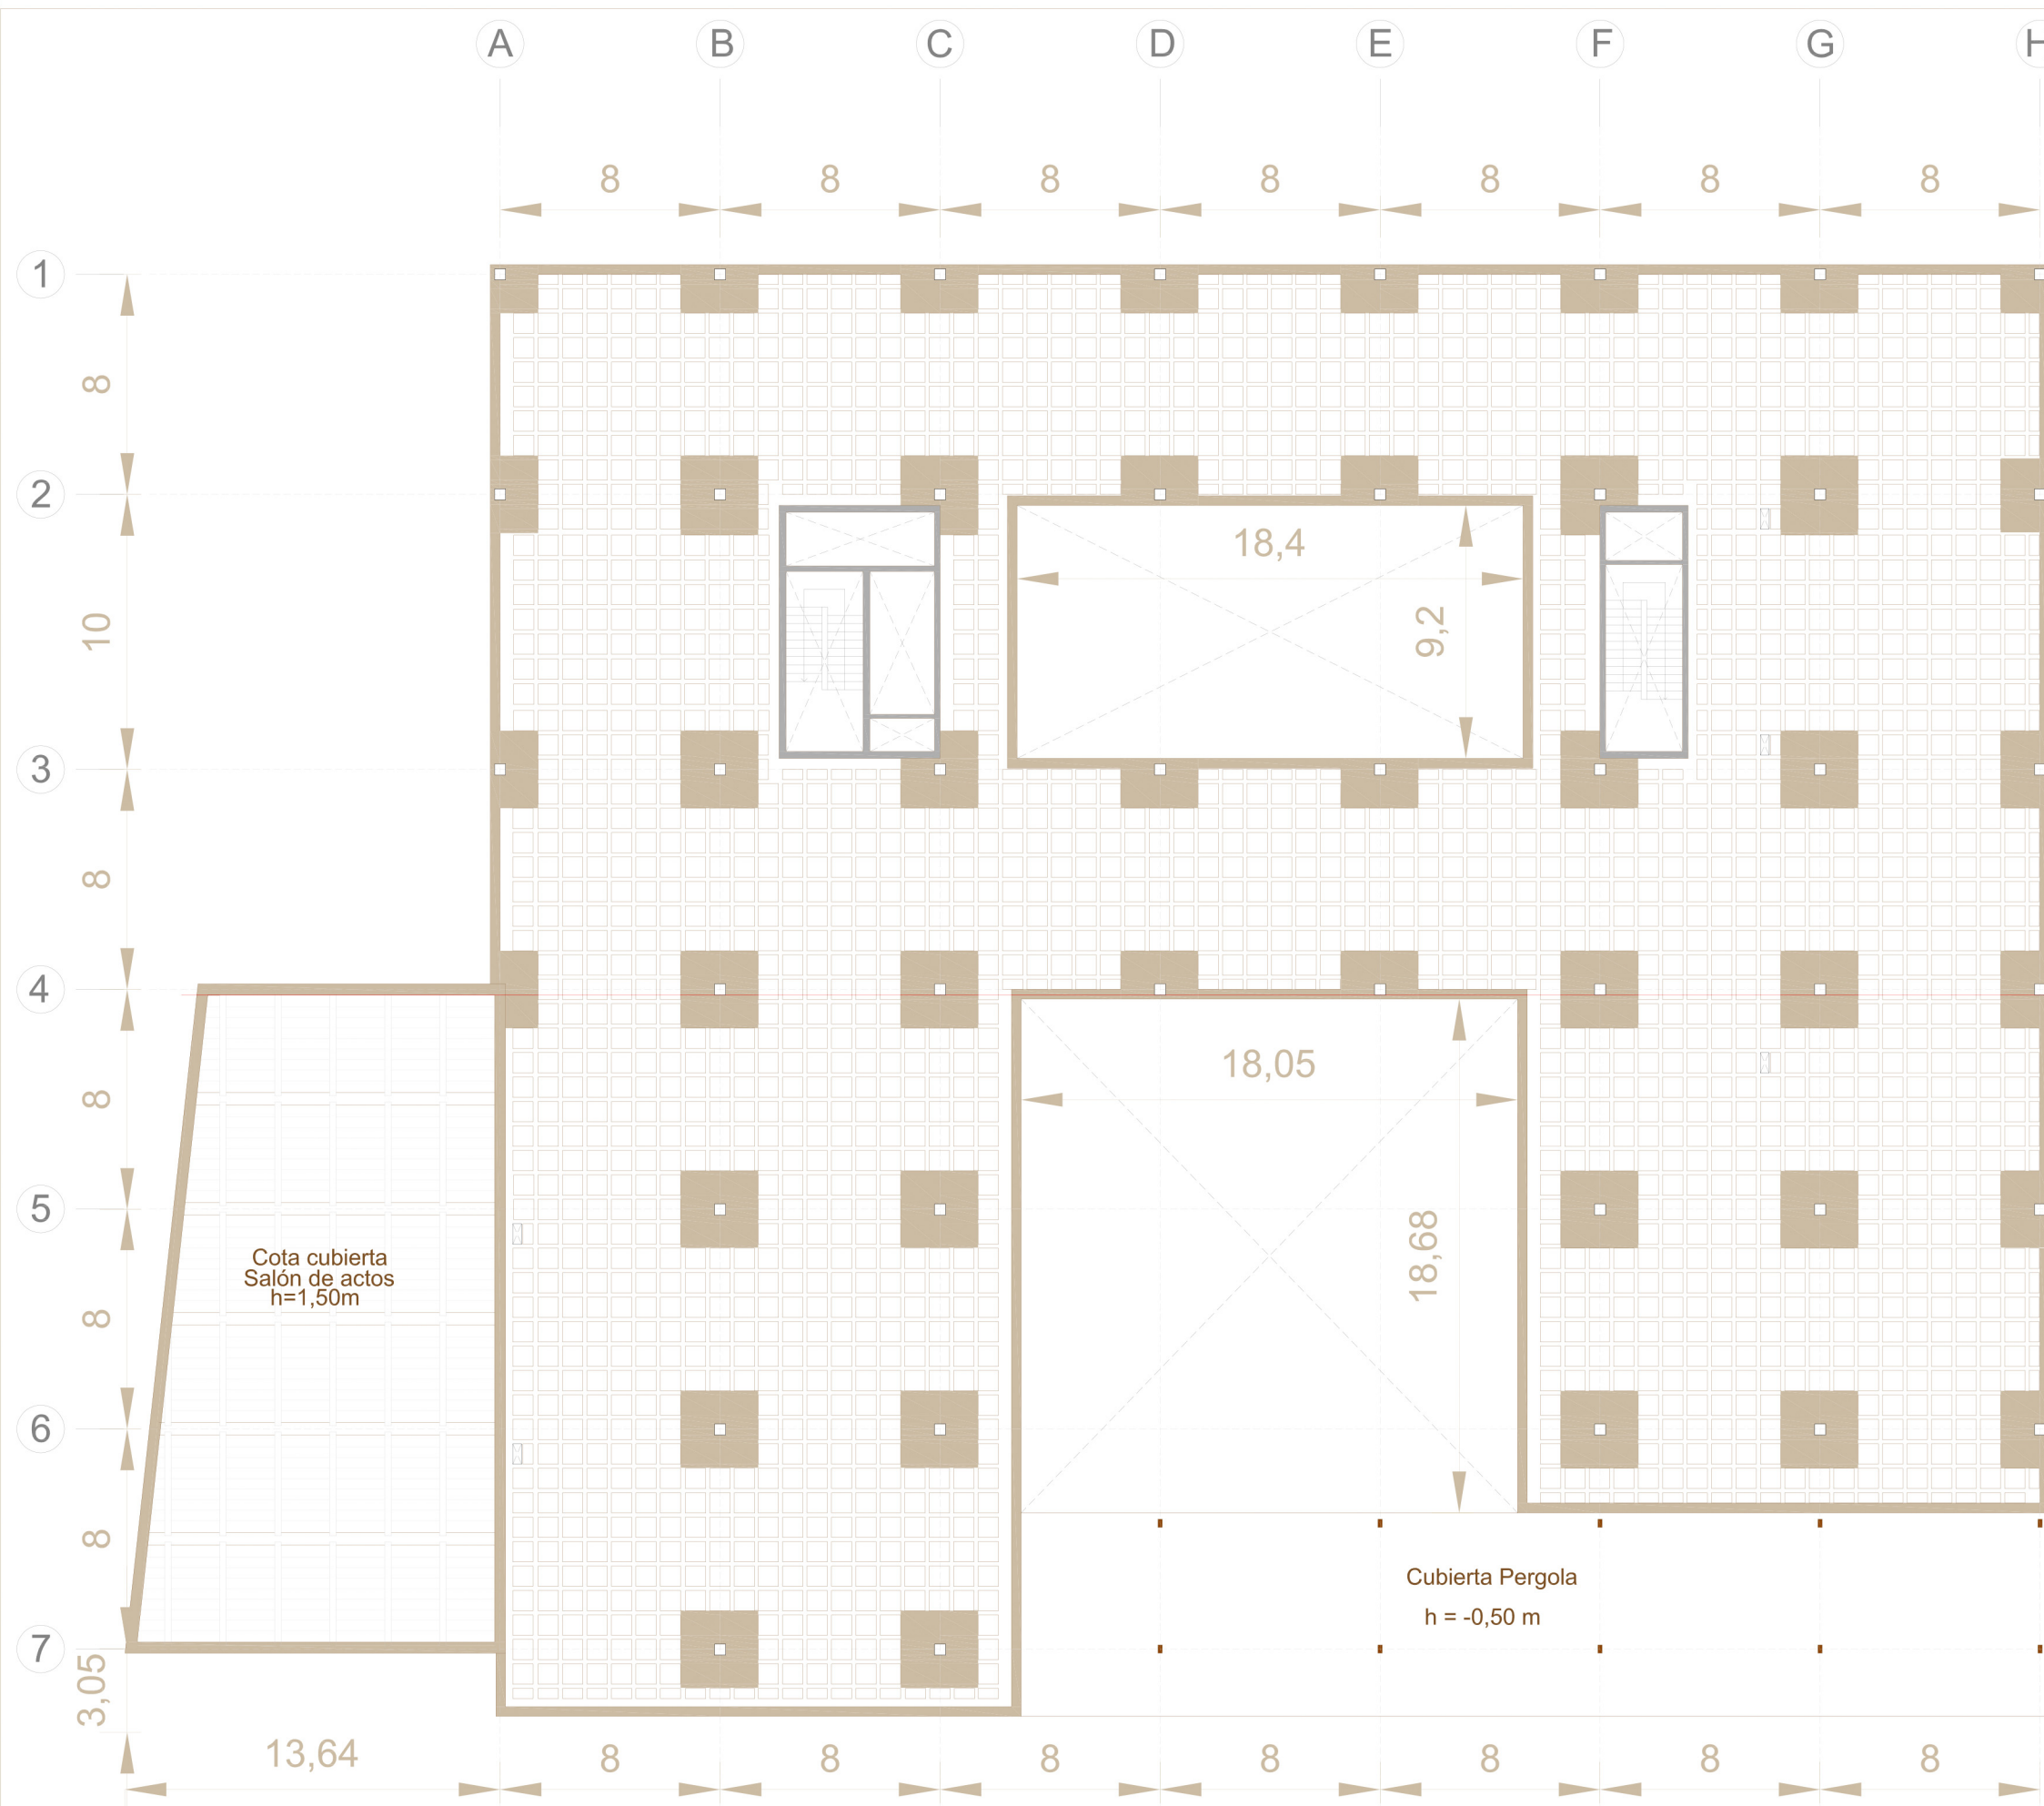 A B C D E F G H
8 8 8 8 8 8 8
1
8
2
18,4
10
9,2
3
8
4
18,05
8
5
18,68
Cota cubierta
Salón de actos
h=1,50m
8
6
8
Cubierta Pergola
h = -0,50 m
7
3,05
13,64 8 8 8 8 8 8 8